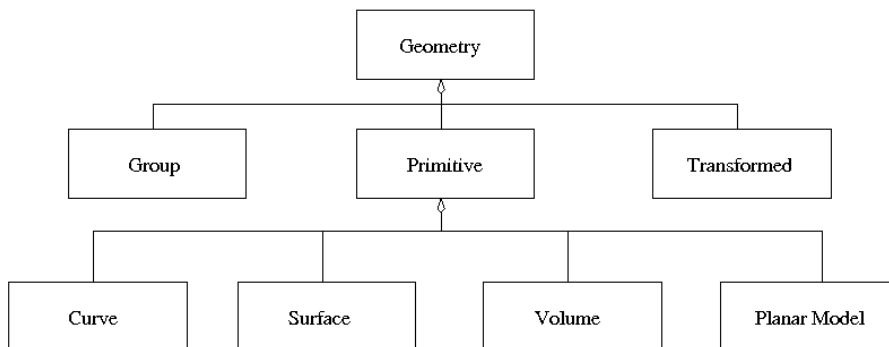 Geometry
Group
Primitive
Transformed
Curve
Surface
Volume
Planar Model